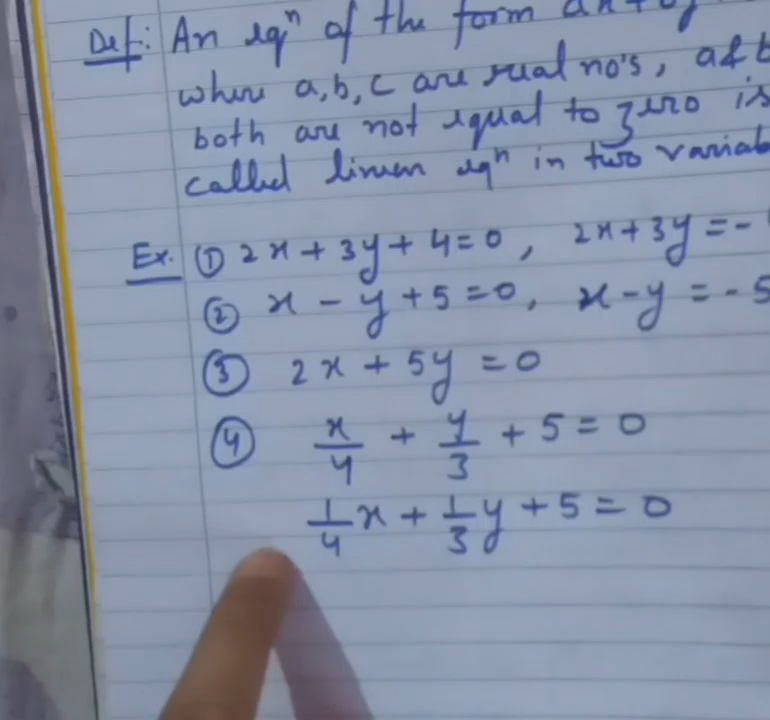 Def: An eqⁿ of the form ax + by
where a, b, c are real no's, a & b
both are not equal to zero is
called linear eqⁿ in two variab
Ex. ① 2x + 3y + 4 = 0 , 2x + 3y = -
② x - y + 5 = 0, x - y = - 5
③ 2x + 5y = 0
④ x/4 + y/3 + 5 = 0
1/4 x + 1/3 y + 5 = 0